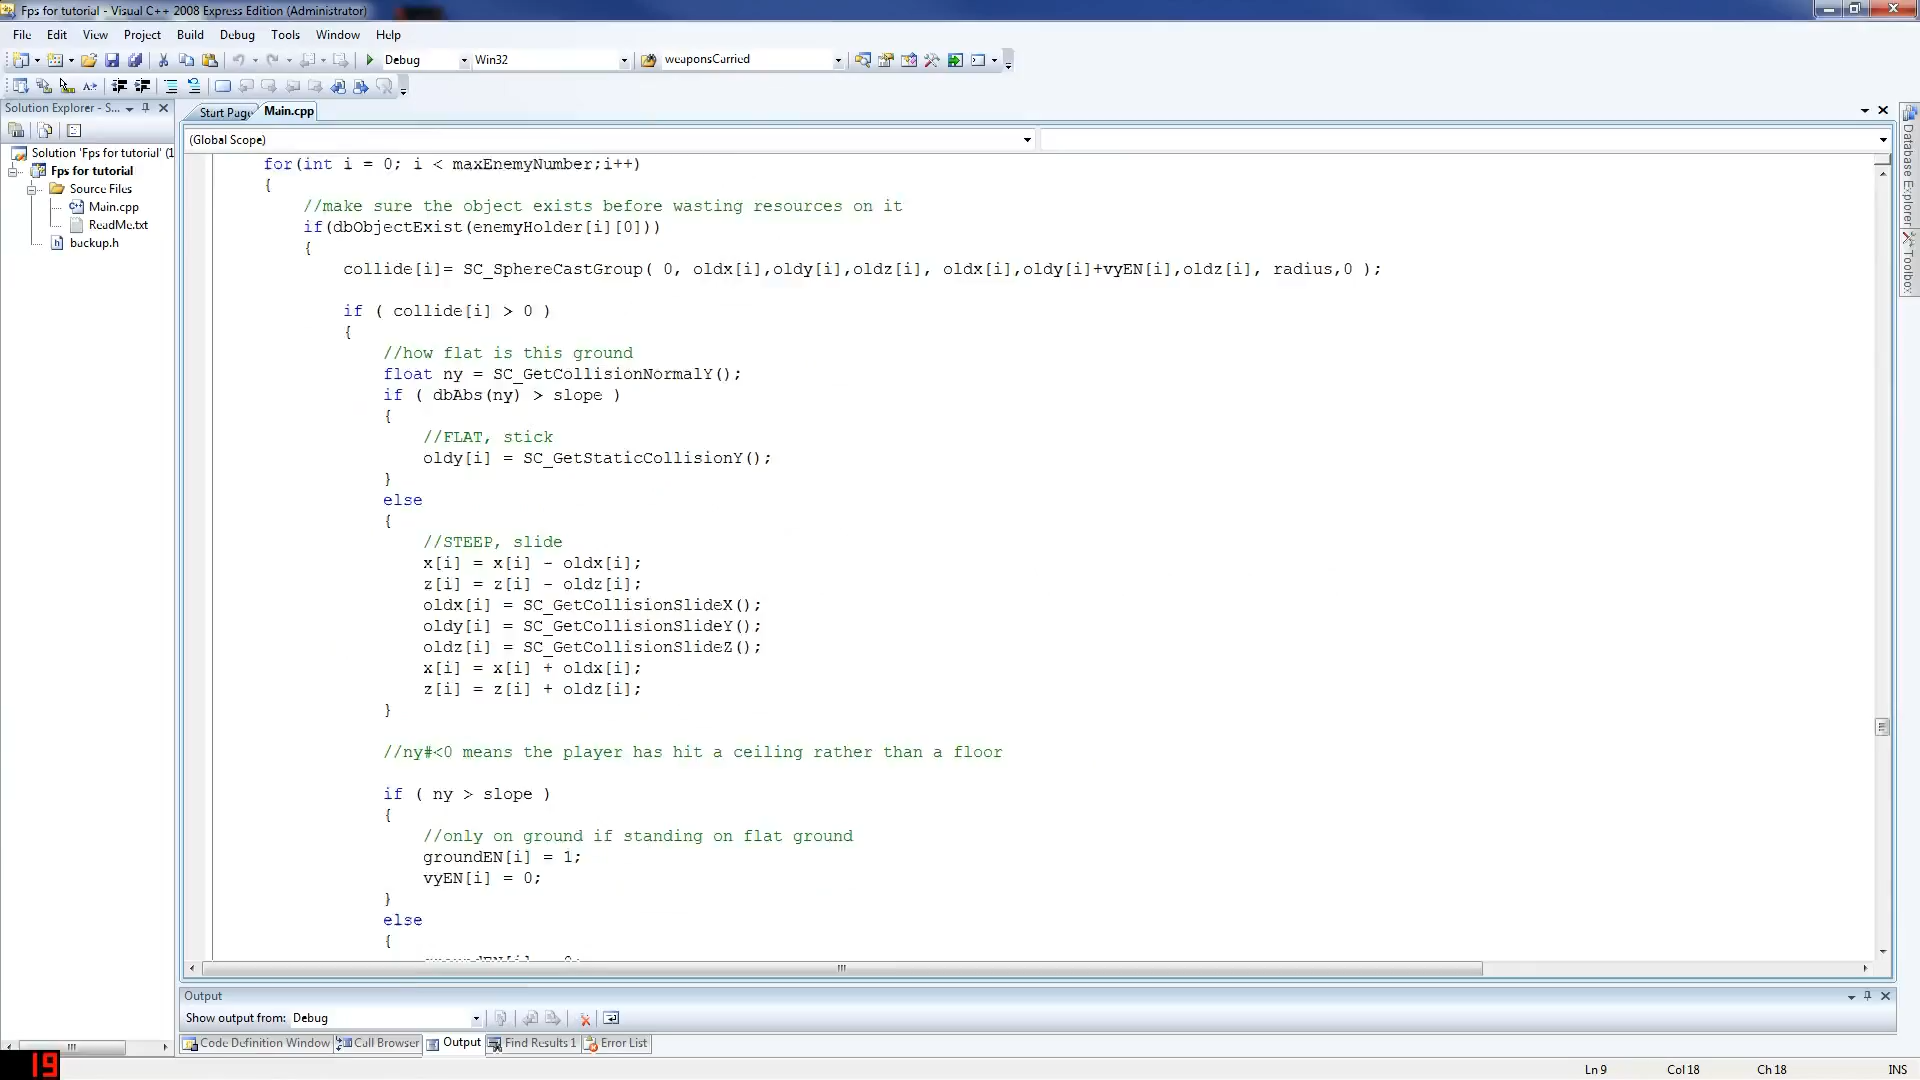 Fps for tutorial - Visual C++ 2008 Express Edition (Administrator)
File Edit View Project Build Debug Tools Window Help
Debug Win32 weaponsCarried
Solution Explorer - S...
Start Page Main.cpp
(Global Scope)
Solution 'Fps for tutorial' (1
Fps for tutorial
Source Files
Main.cpp
ReadMe.txt
backup.h
for(int i = 0; i < maxEnemyNumber;i++)
{
//make sure the object exists before wasting resources on it
if(dbObjectExist(enemyHolder[i][0]))
{
collide[i]= SC_SphereCastGroup( 0, oldx[i],oldy[i],oldz[i], oldx[i],oldy[i]+vyEN[i],oldz[i], radius,0 );
if ( collide[i] > 0 )
{
//how flat is this ground
float ny = SC_GetCollisionNormalY();
if ( dbAbs(ny) > slope )
{
//FLAT, stick
oldy[i] = SC_GetStaticCollisionY();
}
else
{
//STEEP, slide
x[i] = x[i] - oldx[i];
z[i] = z[i] - oldz[i];
oldx[i] = SC_GetCollisionSlideX();
oldy[i] = SC_GetCollisionSlideY();
oldz[i] = SC_GetCollisionSlideZ();
x[i] = x[i] + oldx[i];
z[i] = z[i] + oldz[i];
}
//ny#<0 means the player has hit a ceiling rather than a floor
if ( ny > slope )
{
//only on ground if standing on flat ground
groundEN[i] = 1;
vyEN[i] = 0;
}
else
{
Database Explorer
Toolbox
Output
Show output from: Debug
Code Definition Window Call Browser Output Find Results 1 Error List
19
Ln 9 Col 18 Ch 18 INS